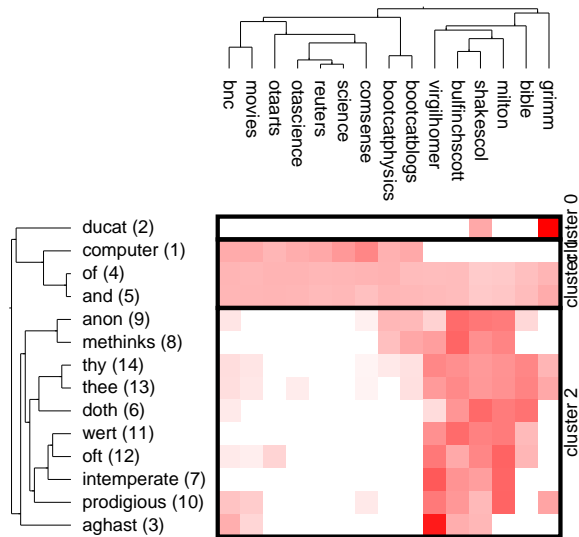 bnc
movies
otaarts
otascience
reuters
science
comsense
bootcatphysics
bootcatblogs
virgilhomer
bulfinchscott
shakescol
milton
bible
grimm
ducat (2)
computer (1)
of (4)
and (5)
anon (9)
methinks (8)
thy (14)
thee (13)
doth (6)
wert (11)
oft (12)
intemperate (7)
prodigious (10)
aghast (3)
cluster 0
cluster 1
cluster 2